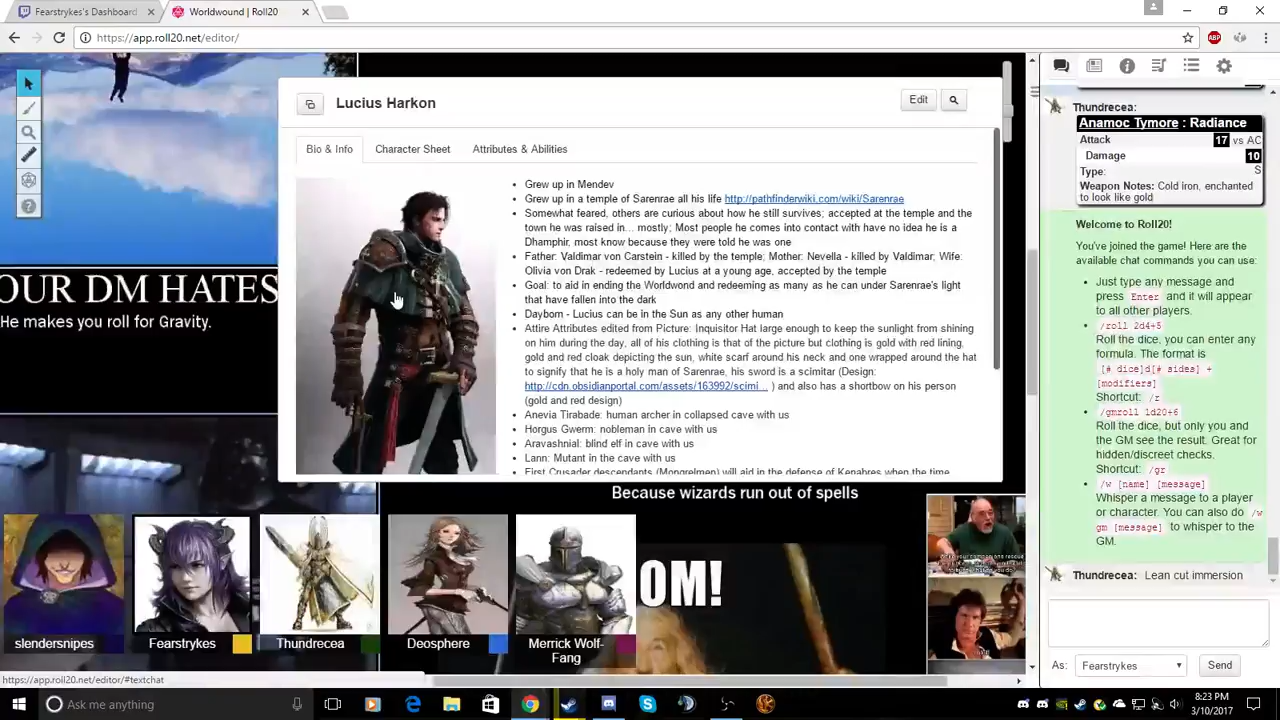 Fearstrykes's Dashboard
Worldwound | Roll20
https://app.roll20.net/editor/
ABP
Lucius Harkon
Edit
Bio & Info
Character Sheet
Attributes & Abilities
Grew up in Mendev
Grew up in a temple of Sarenrae all his life http://pathfinderwiki.com/wiki/Sarenrae
Somewhat feared, others are curious about how he still survives; accepted at the temple and the
town he was raised in... mostly; Most people he comes into contact with have no idea he is a
Dhamphir, most know because they were told he was one
Father: Valdimar von Carstein - killed by the temple; Mother: Nevella - killed by Valdimar; Wife:
Olivia von Drak - redeemed by Lucius at a young age, accepted by the temple
Goal: to aid in ending the Worldwond and redeeming as many as he can under Sarenrae's light
that have fallen into the dark
Dayborn - Lucius can be in the Sun as any other human
Attire Attributes edited from Picture: Inquisitor Hat large enough to keep the sunlight from shining
on him during the day, all of his clothing is that of the picture but clothing is gold with red lining,
gold and red cloak depicting the sun, white scarf around his neck and one wrapped around the hat
to signify that he is a holy man of Sarenrae, his sword is a scimitar (Design:
http://cdn.obsidianportal.com/assets/163992/scimi... ) and also has a shortbow on his person
(gold and red design)
Anevia Tirabade: human archer in collapsed cave with us
Horgus Gwerm: nobleman in cave with us
Aravashnial: blind elf in cave with us
Lann: Mutant in the cave with us
First Crusader descendants (Mongrelmen) will aid in the defense of Kenabres when the time
OUR DM HATES
He makes you roll for Gravity.
Because wizards run out of spells
OM!
slendersnipes
Fearstrykes
Thundrecea
Deosphere
Merrick Wolf-
Fang
Thundrecea:
Anamoc Tymore : Radiance
Attack 17 vs AC
Damage 10
Type: S
Weapon Notes: Cold iron, enchanted
to look like gold
Welcome to Roll20!
You've joined the game! Here are the
available chat commands you can use:
Just type any message and
press Enter and it will appear
to all other players.
/roll 2d4+5
Roll the dice, you can enter any
formula. The format is
[# dice]d[# sides] +
[modifiers]
Shortcut: /r
/gmroll 1d20+6
Roll the dice, but only you and
the GM see the result. Great for
hidden/discreet checks.
Shortcut: /gr
/w [name] [message]
Whisper a message to a player
or character. You can also do /w
gm [message] to whisper to the
GM.
Thundrecea: Lean cut immersion
As: Fearstrykes
Send
https://app.roll20.net/editor/#textchat
Ask me anything
8:23 PM
3/10/2017